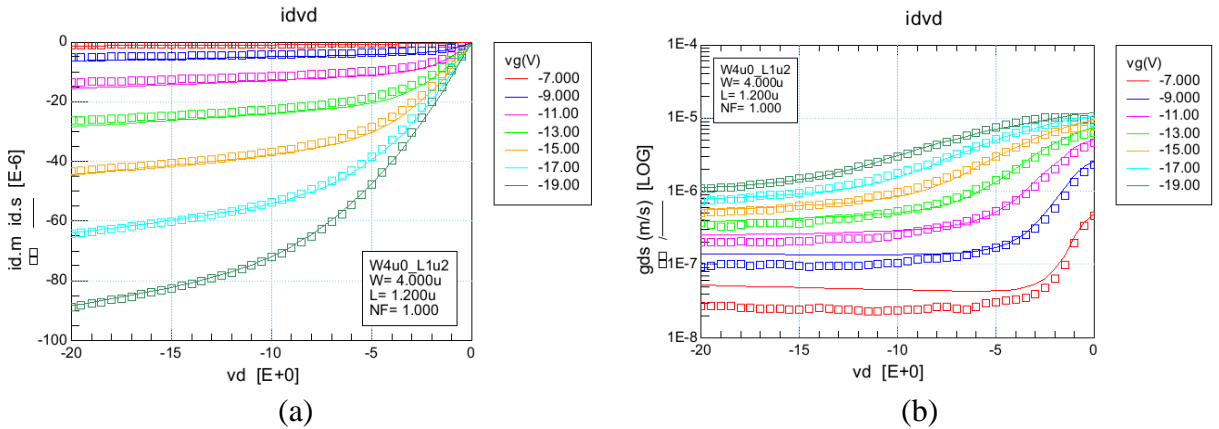 idvd
0
-20
-40
-60
-80
-100
id.m id.s [E-6]
-20
-15
-10
-5
0
vd [E+0]
W4u0_L1u2
W= 4.000u
L= 1.200u
NF= 1.000
vg(V)
-7.000
-9.000
-11.00
-13.00
-15.00
-17.00
-19.00
(a)
idvd
1E-4
1E-5
1E-6
1E-7
1E-8
gds (m/s) [LOG]
-20
-15
-10
-5
0
vd [E+0]
W4u0_L1u2
W= 4.000u
L= 1.200u
NF= 1.000
vg(V)
-7.000
-9.000
-11.00
-13.00
-15.00
-17.00
-19.00
(b)